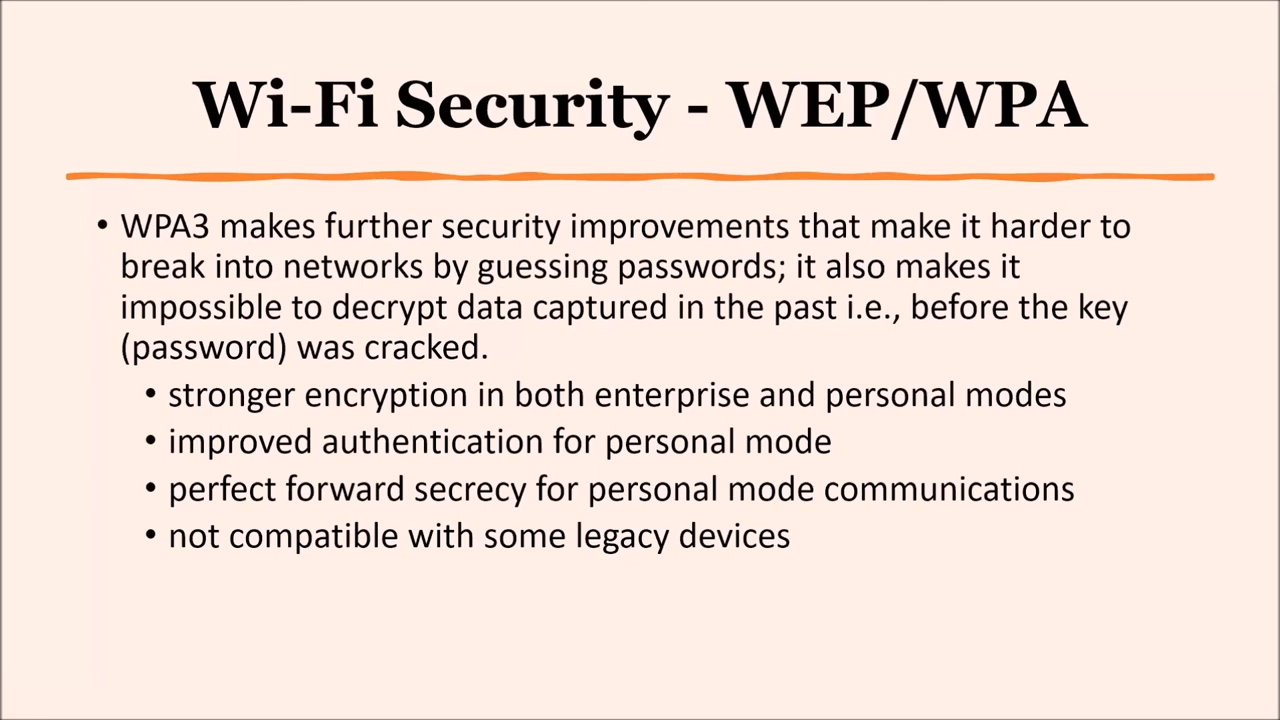 Wi-Fi Security - WEP/WPA
• WPA3 makes further security improvements that make it harder to
break into networks by guessing passwords; it also makes it
impossible to decrypt data captured in the past i.e., before the key
(password) was cracked.
• stronger encryption in both enterprise and personal modes
• improved authentication for personal mode
• perfect forward secrecy for personal mode communications
• not compatible with some legacy devices